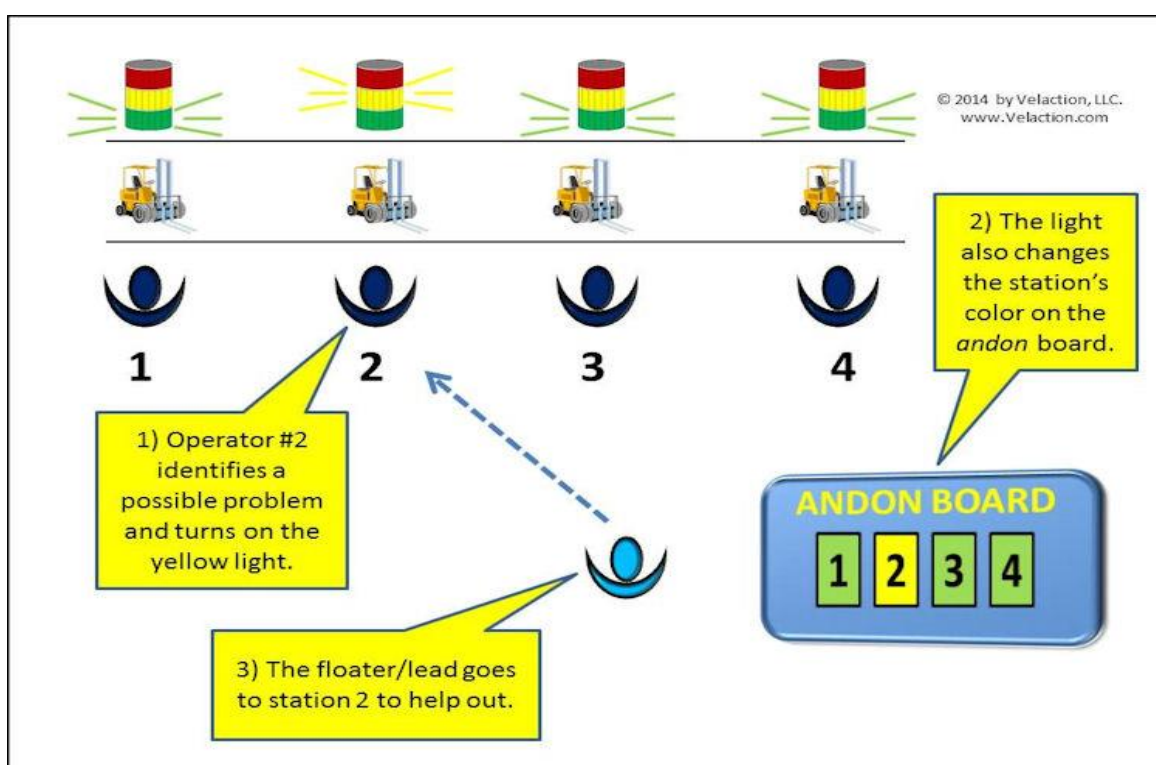 © 2014 by Velaction, LLC.
www.Velaction.com
1
2
3
4
1) Operator #2
identifies a
possible problem
and turns on the
yellow light.
2) The light
also changes
the station’s
color on the
andon board.
3) The floater/lead goes
to station 2 to help out.
ANDON BOARD
1 2 3 4